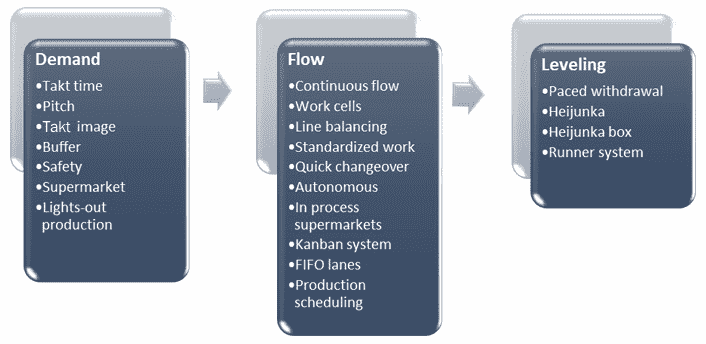 Demand
•Takt time
•Pitch
•Takt image
•Buffer
•Safety
•Supermarket
•Lights-out
production
Flow
•Continuous flow
•Work cells
•Line balancing
•Standardized work
•Quick changeover
•Autonomous
•In process
supermarkets
•Kanban system
•FIFO lanes
•Production
scheduling
Leveling
•Paced withdrawal
•Heijunka
•Heijunka box
•Runner system